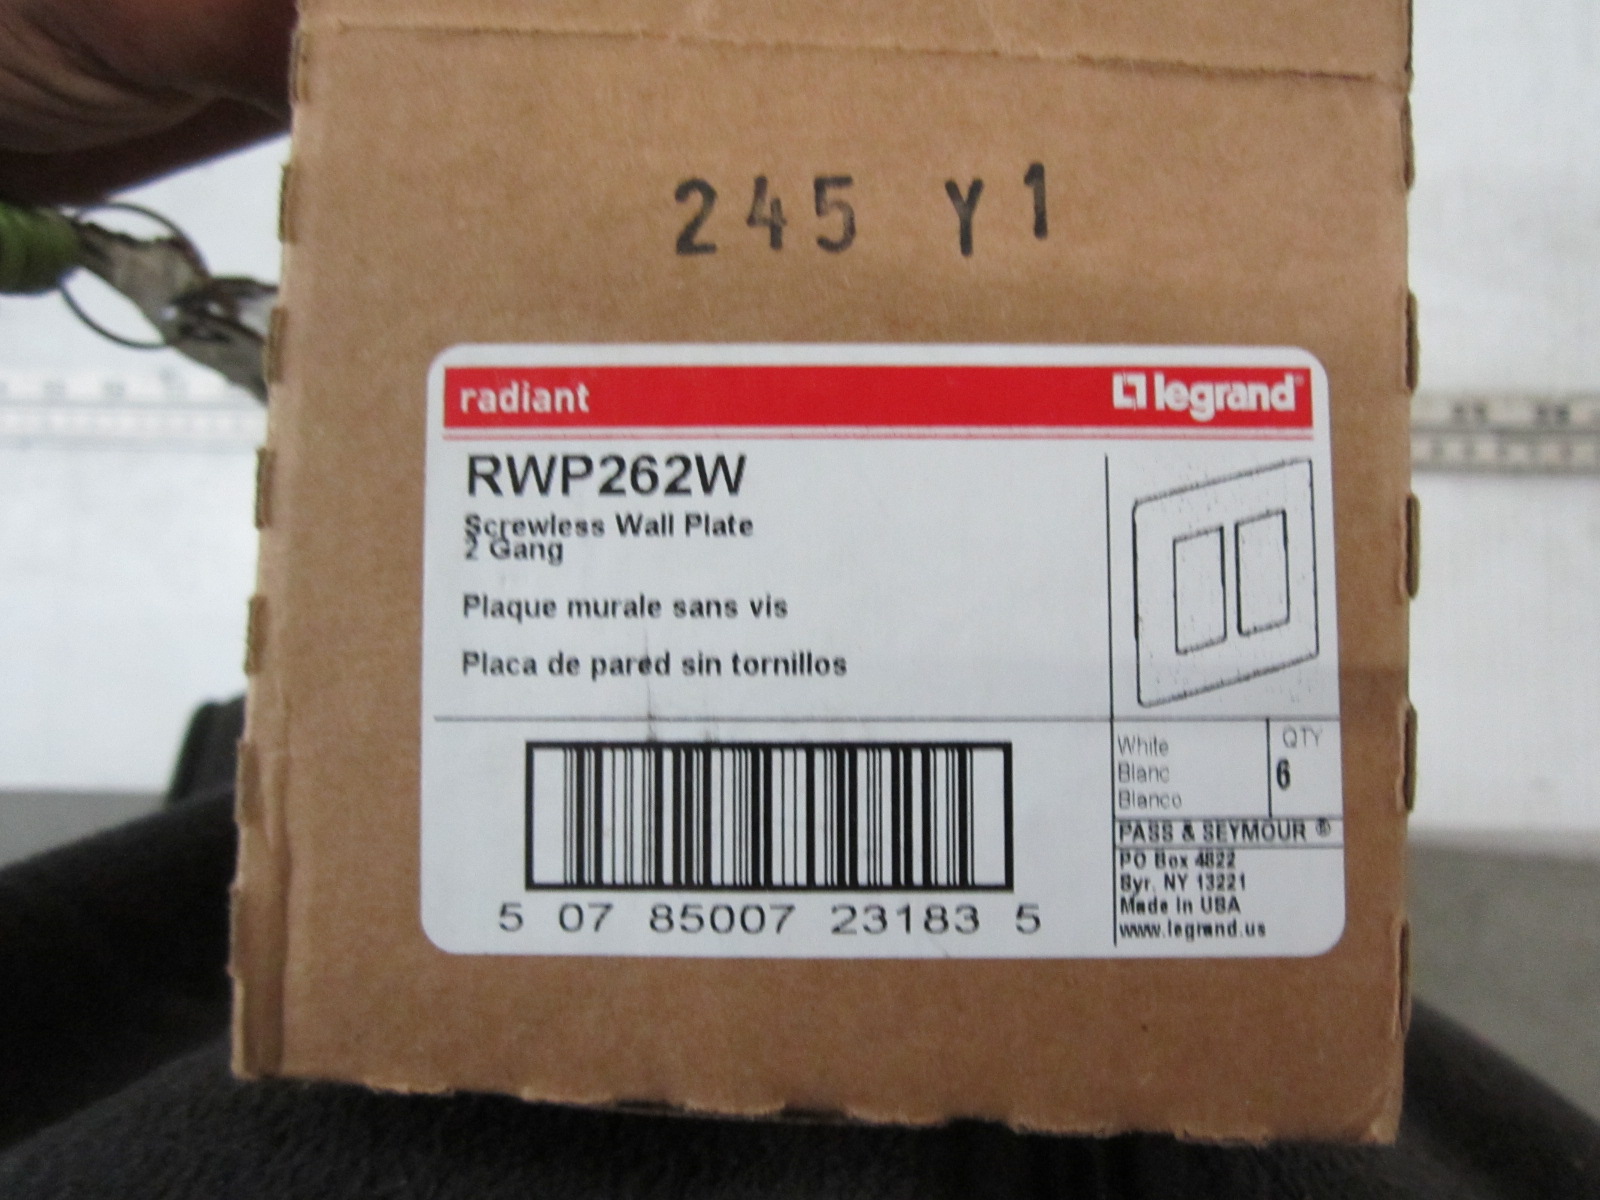 245 Y1
radiant
legrand®
RWP262W
Screwless Wall Plate
2 Gang
Plaque murale sans vis
Placa de pared sin tornillos
5 07 85007 23183 5
White
Blanc
Blanco
QTY
6
PASS & SEYMOUR ®
PO Box 4822
Syr. NY 13221
Made In USA
www.legrand.us